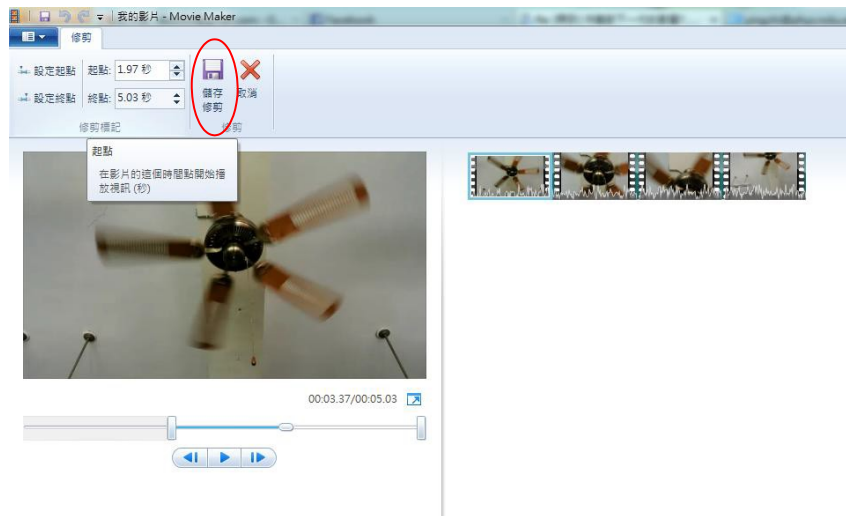 我的影片 - Movie Maker
修剪
設定起點 起點: 1.97 秒
設定終點 終點: 5.03 秒
儲存
修剪
取消
修剪標記
修剪
起點
在影片的這個時間點開始播
放視訊 (秒)
00:03.37/00:05.03